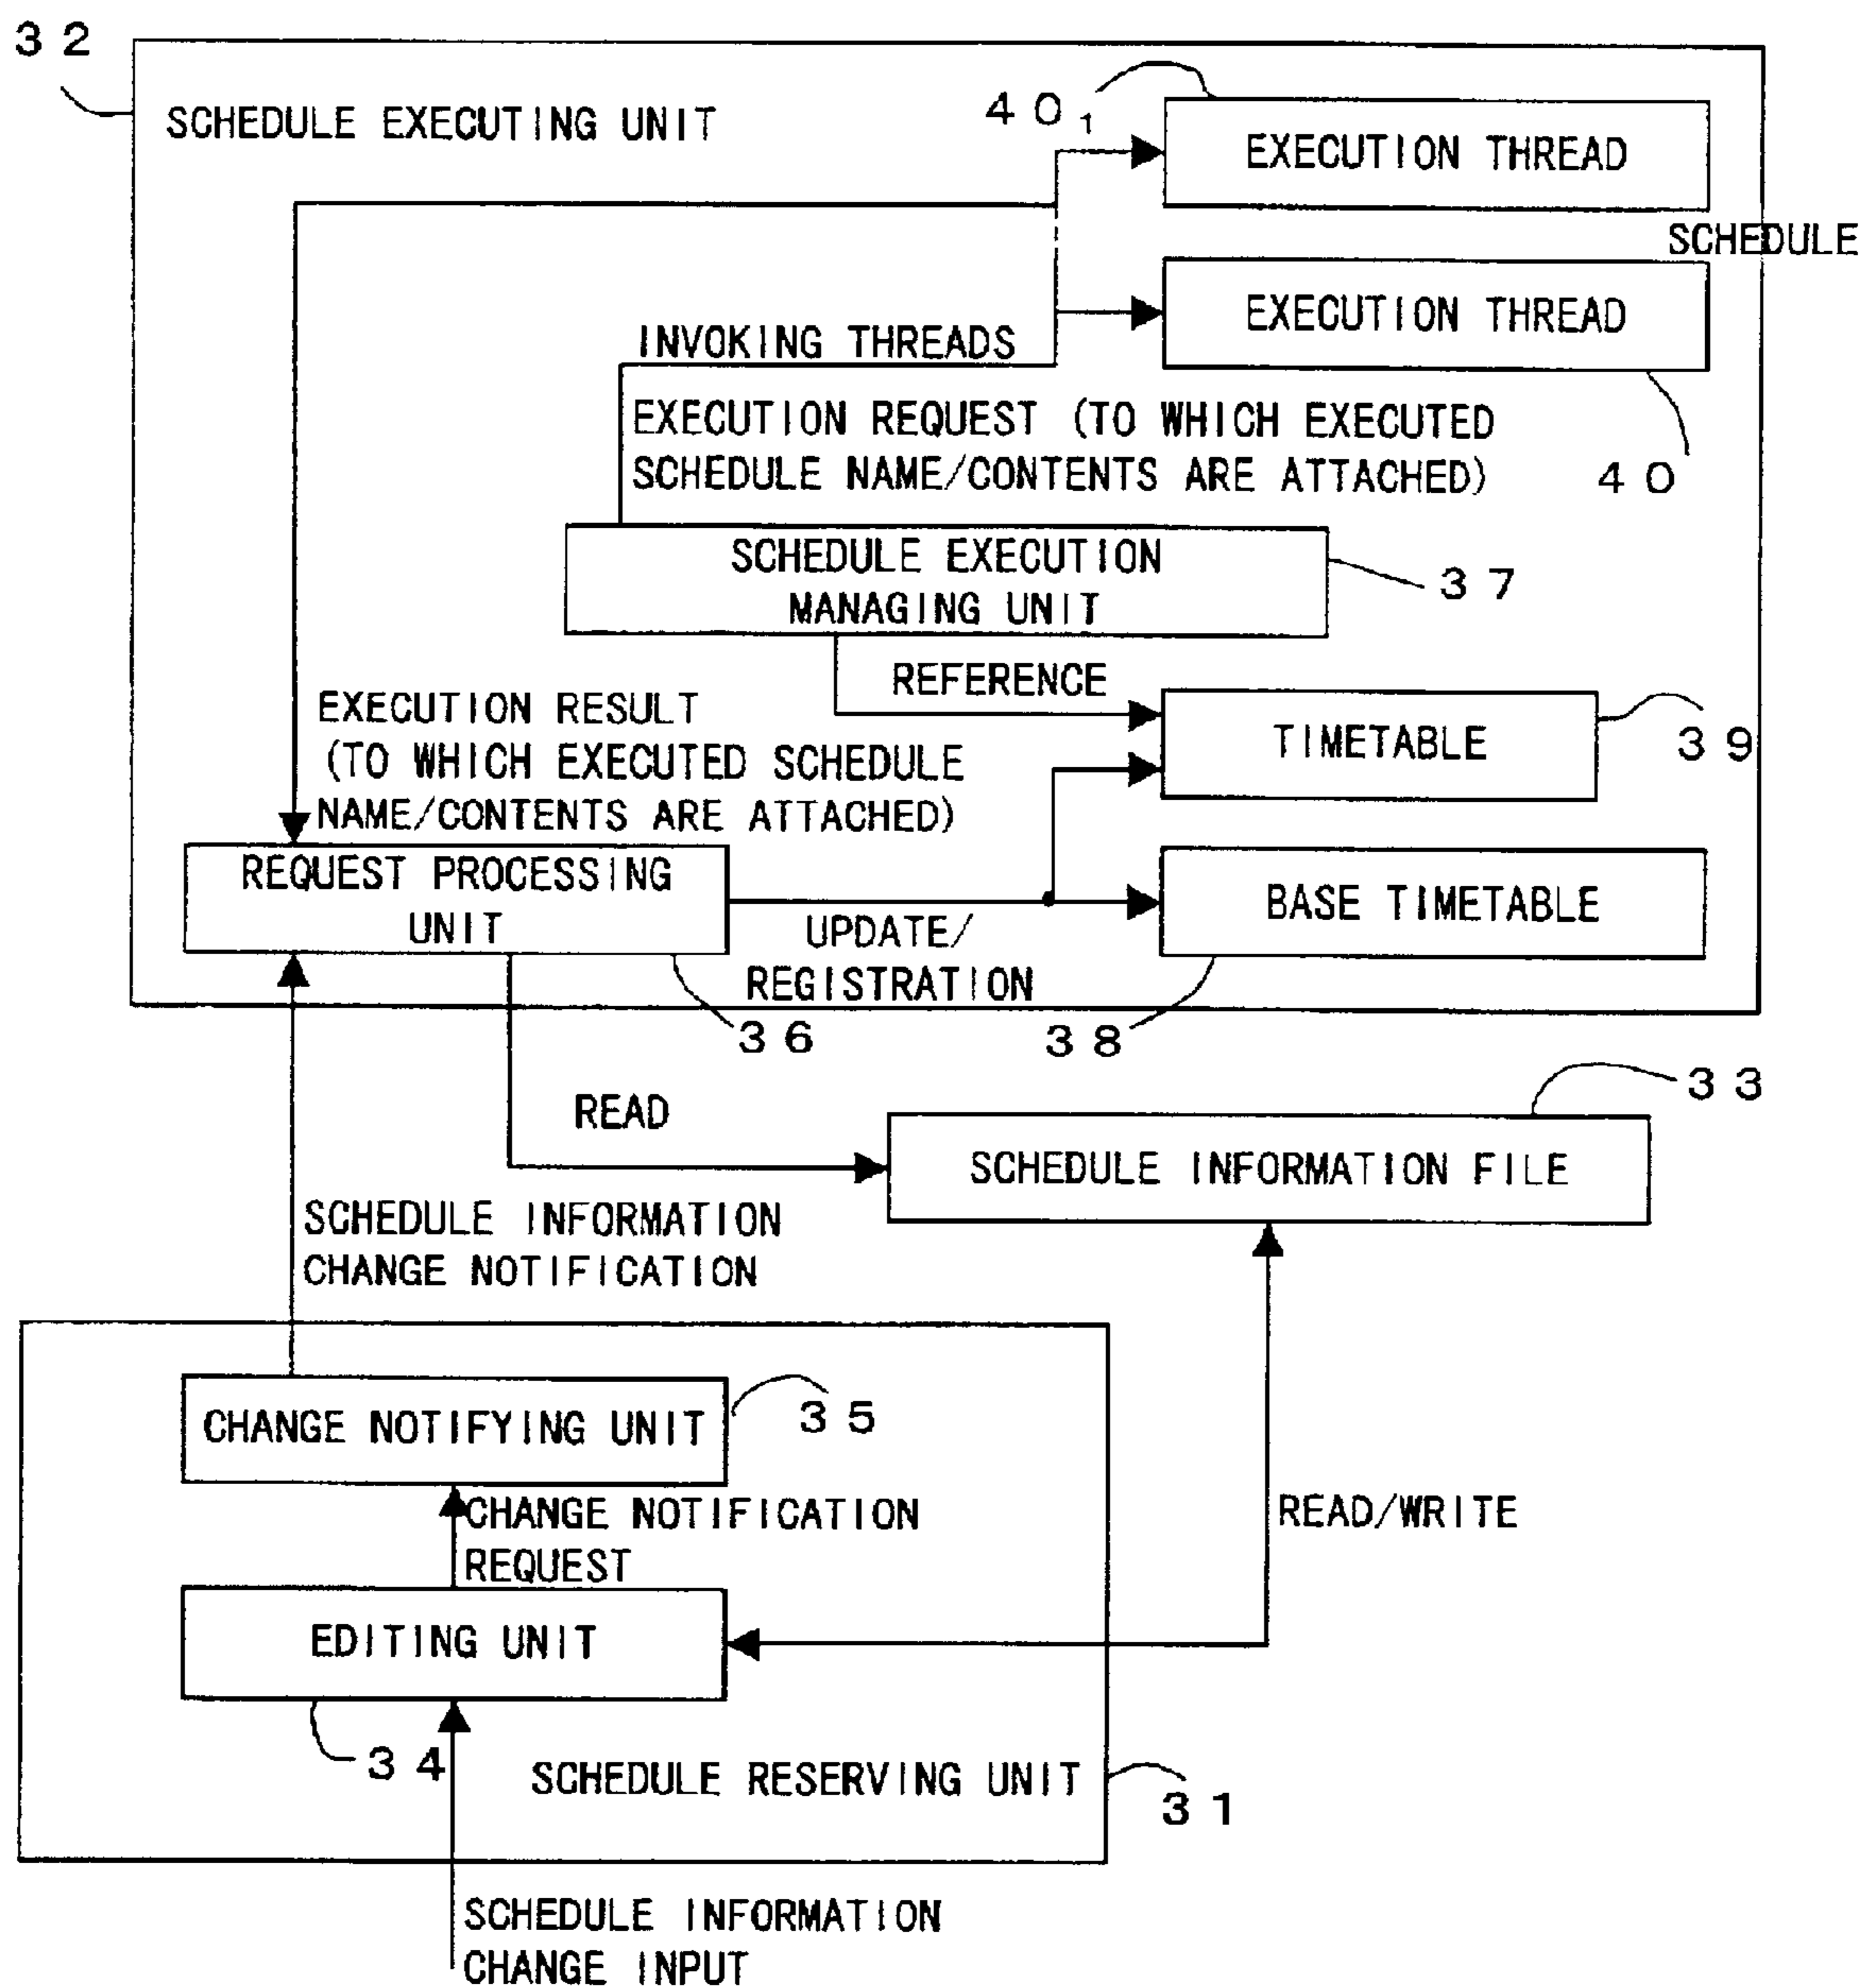 32
SCHEDULE EXECUTING UNIT
40₁
EXECUTION THREAD
SCHEDULE
EXECUTION THREAD
INVOKING THREADS
EXECUTION REQUEST (TO WHICH EXECUTED
SCHEDULE NAME/CONTENTS ARE ATTACHED)
40
SCHEDULE EXECUTION
MANAGING UNIT
37
REFERENCE
EXECUTION RESULT
(TO WHICH EXECUTED SCHEDULE
NAME/CONTENTS ARE ATTACHED)
TIMETABLE
39
REQUEST PROCESSING
UNIT
BASE TIMETABLE
UPDATE/
REGISTRATION
36
38
READ
33
SCHEDULE INFORMATION FILE
SCHEDULE INFORMATION
CHANGE NOTIFICATION
CHANGE NOTIFYING UNIT
35
CHANGE NOTIFICATION
REQUEST
READ/WRITE
EDITING UNIT
34
SCHEDULE RESERVING UNIT
31
SCHEDULE INFORMATION
CHANGE INPUT